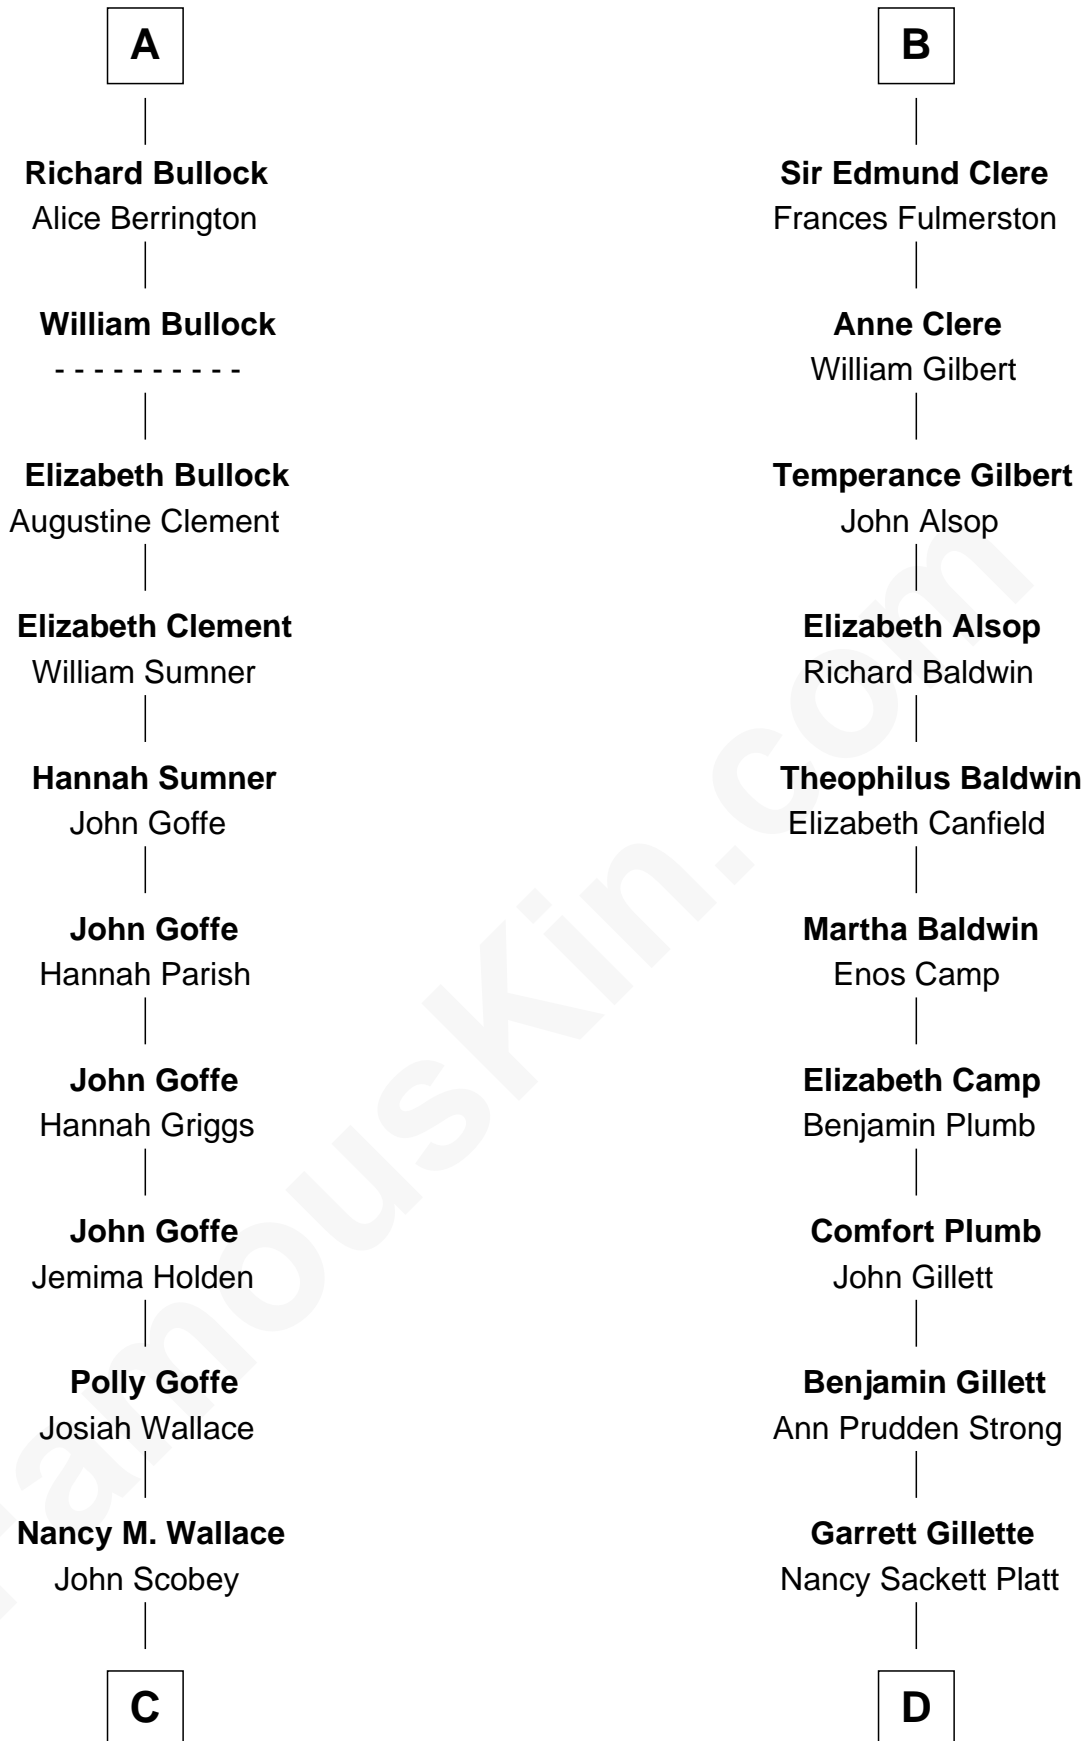 A
Richard Bullock
Alice Berrington
William Bullock
- - - - - - - - - -
Elizabeth Bullock
Augustine Clement
Elizabeth Clement
William Sumner
Hannah Sumner
John Goffe
John Goffe
Hannah Parish
John Goffe
Hannah Griggs
John Goffe
Jemima Holden
Polly Goffe
Josiah Wallace
Nancy M. Wallace
John Scobey
C
B
Sir Edmund Clere
Frances Fulmerston
Anne Clere
William Gilbert
Temperance Gilbert
John Alsop
Elizabeth Alsop
Richard Baldwin
Theophilus Baldwin
Elizabeth Canfield
Martha Baldwin
Enos Camp
Elizabeth Camp
Benjamin Plumb
Comfort Plumb
John Gillett
Benjamin Gillett
Ann Prudden Strong
Garrett Gillette
Nancy Sackett Platt
D
FamousKin.com